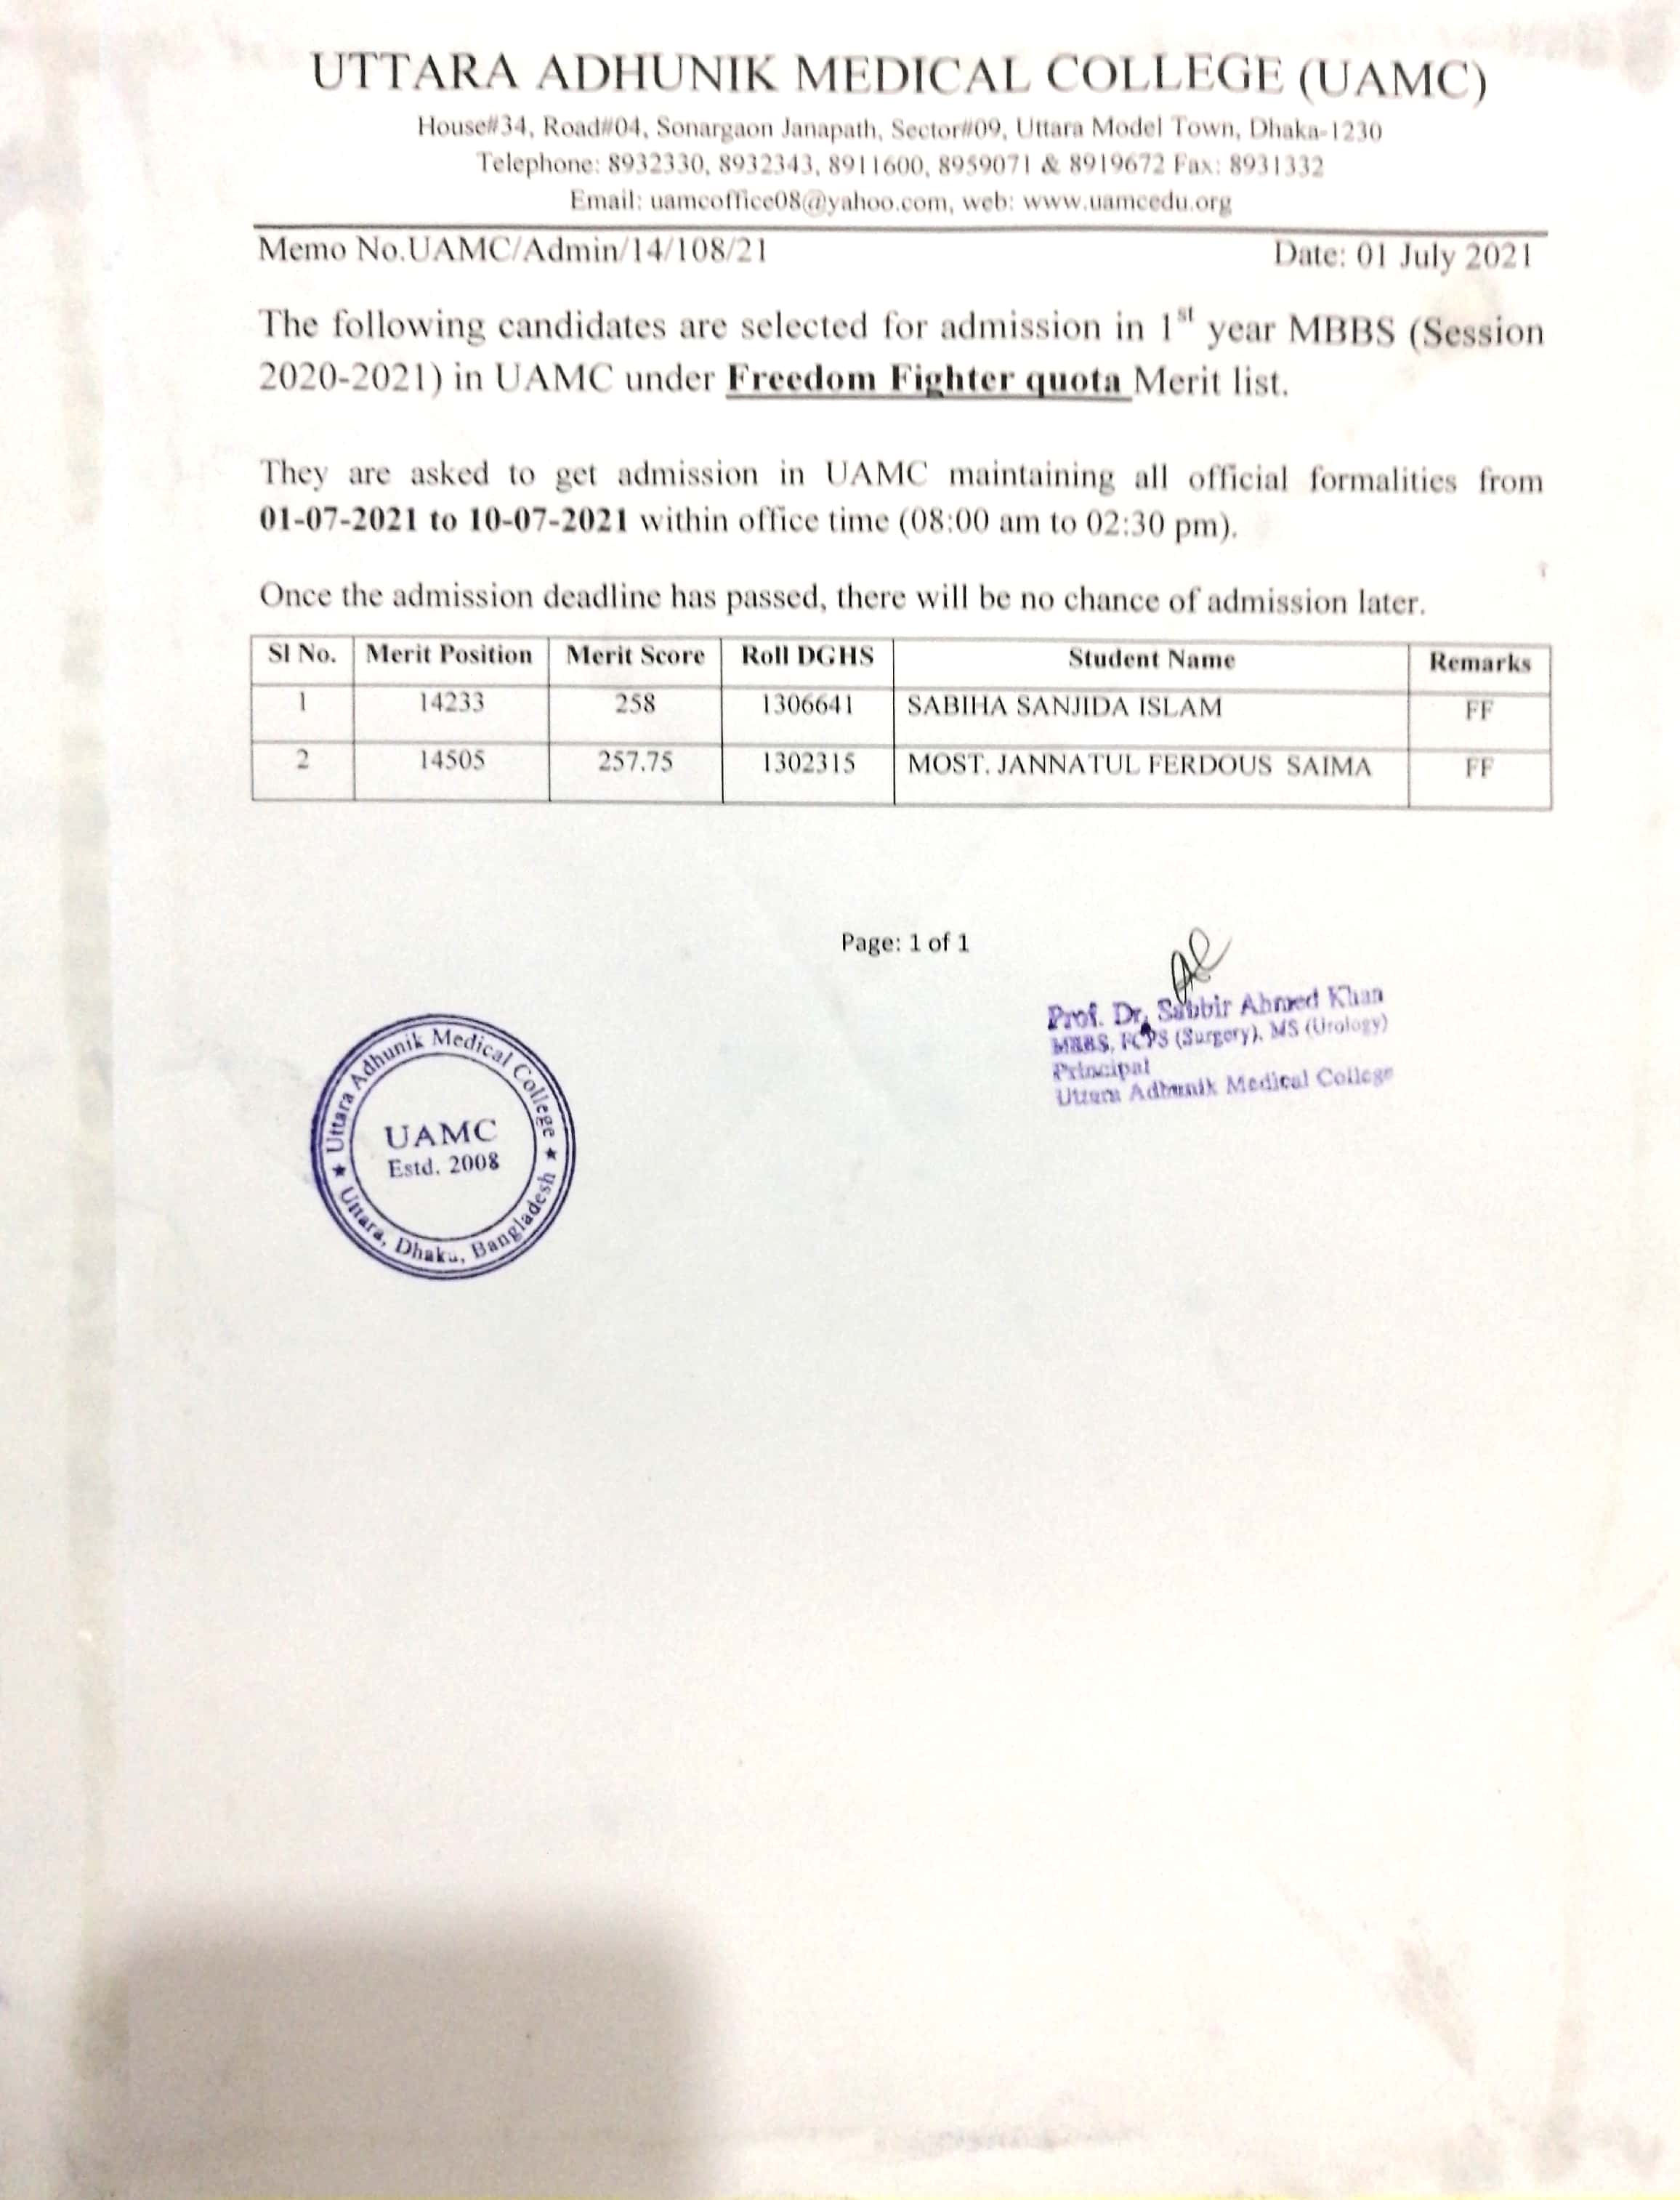 UTTARA ADHUNIK MEDICAL COLLEGE (UAMC)
House#34, Road#04, Sonargaon Janapath, Sector#09, Uttara Model Town, Dhaka-1230
Telephone: 8932330, 8932343, 8911600, 8959071 & 8919672 Fax: 8931332
Email: uamcoffice08@yahoo.com, web: www.uamcedu.org
Memo No.UAMC/Admin/14/108/21 Date: 01 July 2021
The following candidates are selected for admission in 1st year MBBS (Session
2020-2021) in UAMC under Freedom Fighter quota Merit list.
They are asked to get admission in UAMC maintaining all official formalities from
01-07-2021 to 10-07-2021 within office time (08:00 am to 02:30 pm).
Once the admission deadline has passed, there will be no chance of admission later.
Sl No. Merit Position Merit Score Roll DGHS Student Name Remarks
1 14233 258 1306641 SABIHA SANJIDA ISLAM FF
2 14505 257.75 1302315 MOST. JANNATUL FERDOUS SAIMA FF
Page: 1 of 1
Prof. Dr. Sabbir Ahmed Khan
MBBS, FCPS (Surgery), MS (Urology)
Principal
Uttara Adhunik Medical College
Uttara Adhunik Medical College
UAMC
Estd. 2008
Uttara, Dhaka, Bangladesh